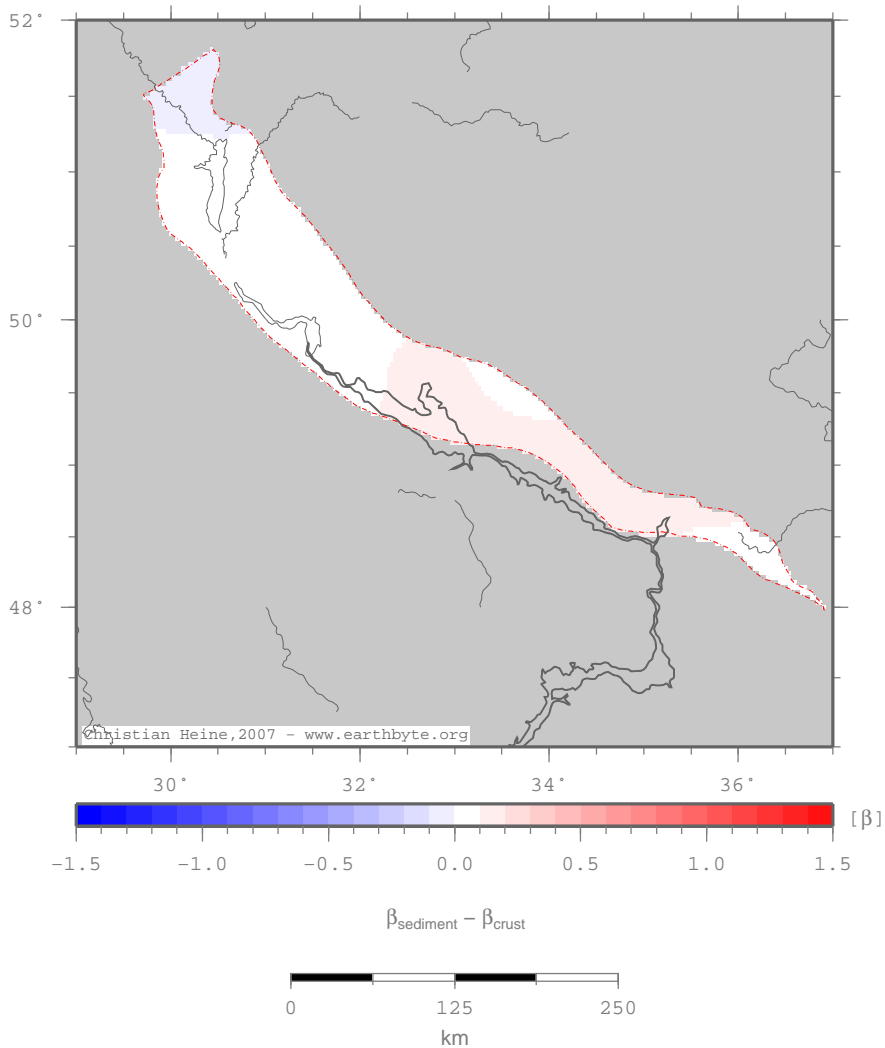 52°
50°
48°
Christian Heine,2007 - www.earthbyte.org
30° 32° 34° 36°
[β]
-1.5 -1.0 -0.5 0.0 0.5 1.0 1.5
βsediment – βcrust
0 125 250
km